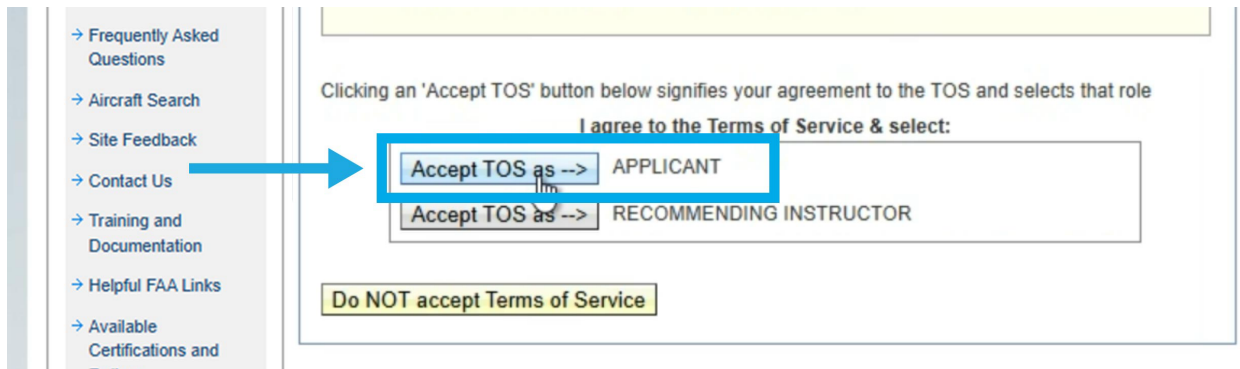 → Frequently Asked
Questions
→ Aircraft Search
→ Site Feedback
→ Contact Us
→ Training and
Documentation
→ Helpful FAA Links
→ Available
Certifications and
Clicking an 'Accept TOS' button below signifies your agreement to the TOS and selects that role
I agree to the Terms of Service & select:
Accept TOS as --> APPLICANT
Accept TOS as --> RECOMMENDING INSTRUCTOR
Do NOT accept Terms of Service